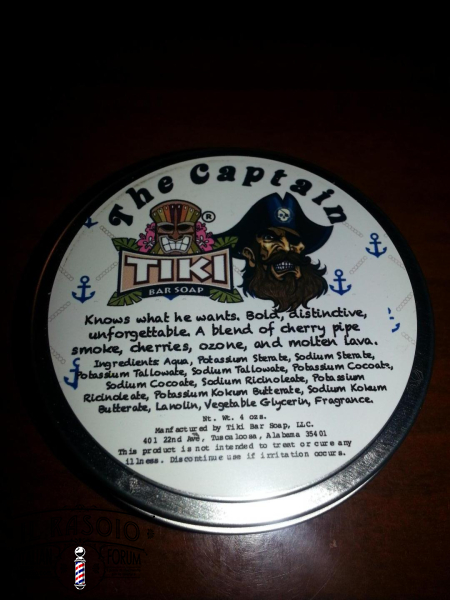 The Captain
®
TIKI
BAR SOAP
Knows what he wants. Bold, distinctive,
unforgettable. A blend of cherry pipe
smoke, cherries, ozone, and molten lava.
Ingredients: Aqua, Potassium Sterate, Sodium Sterate,
Potassium Tallowate, Sodium Tallowate, Potassium Cocoate,
Sodium Cocoate, Sodium Ricinoleate, Potassium
Ricinoleate, Potassium Kokum Butterate, Sodium Kokum
Butterate, Lanolin, Vegetable Glycerin, Fragrance.
Nt. Wt. 4 ozs.
Manfactured by Tiki Bar Soap, LLC.
401 22nd Ave, Tuscaloosa, Alabama 35401
This product is not intended to treat or cure any
illness. Discontinue use if irritation occurs.
FORUM